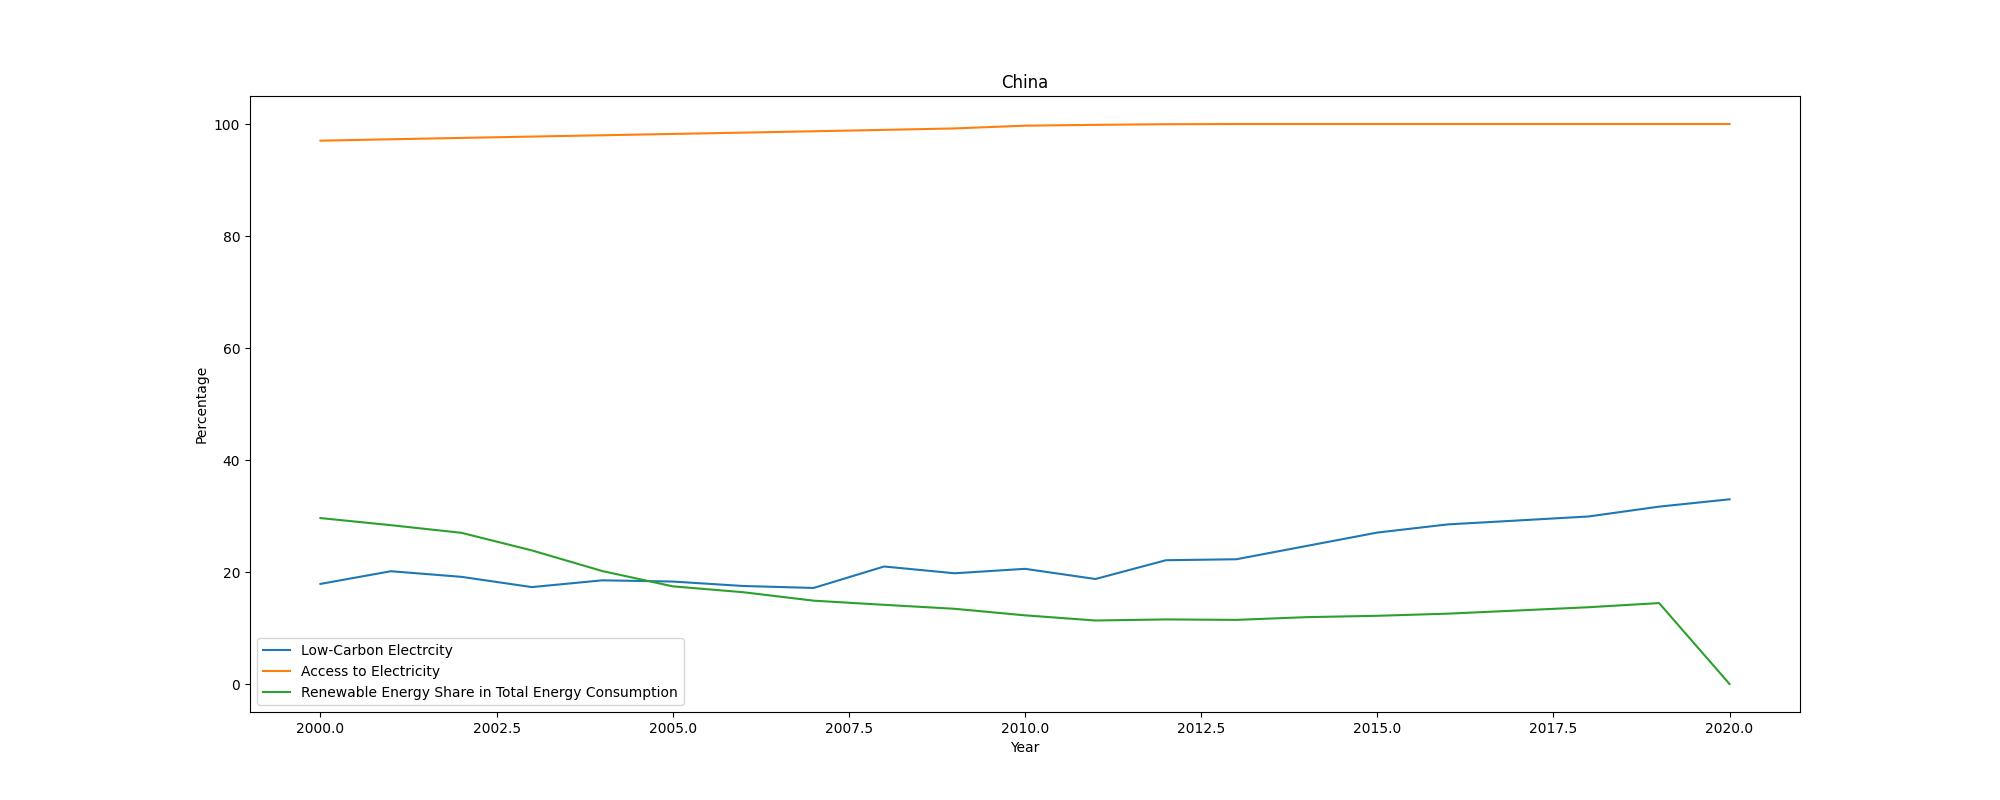 China
100
80
60
40
20
0
Percentage
Low-Carbon Electrcity
Access to Electricity
Renewable Energy Share in Total Energy Consumption
2000.0 2002.5 2005.0 2007.5 2010.0 2012.5 2015.0 2017.5 2020.0
Year